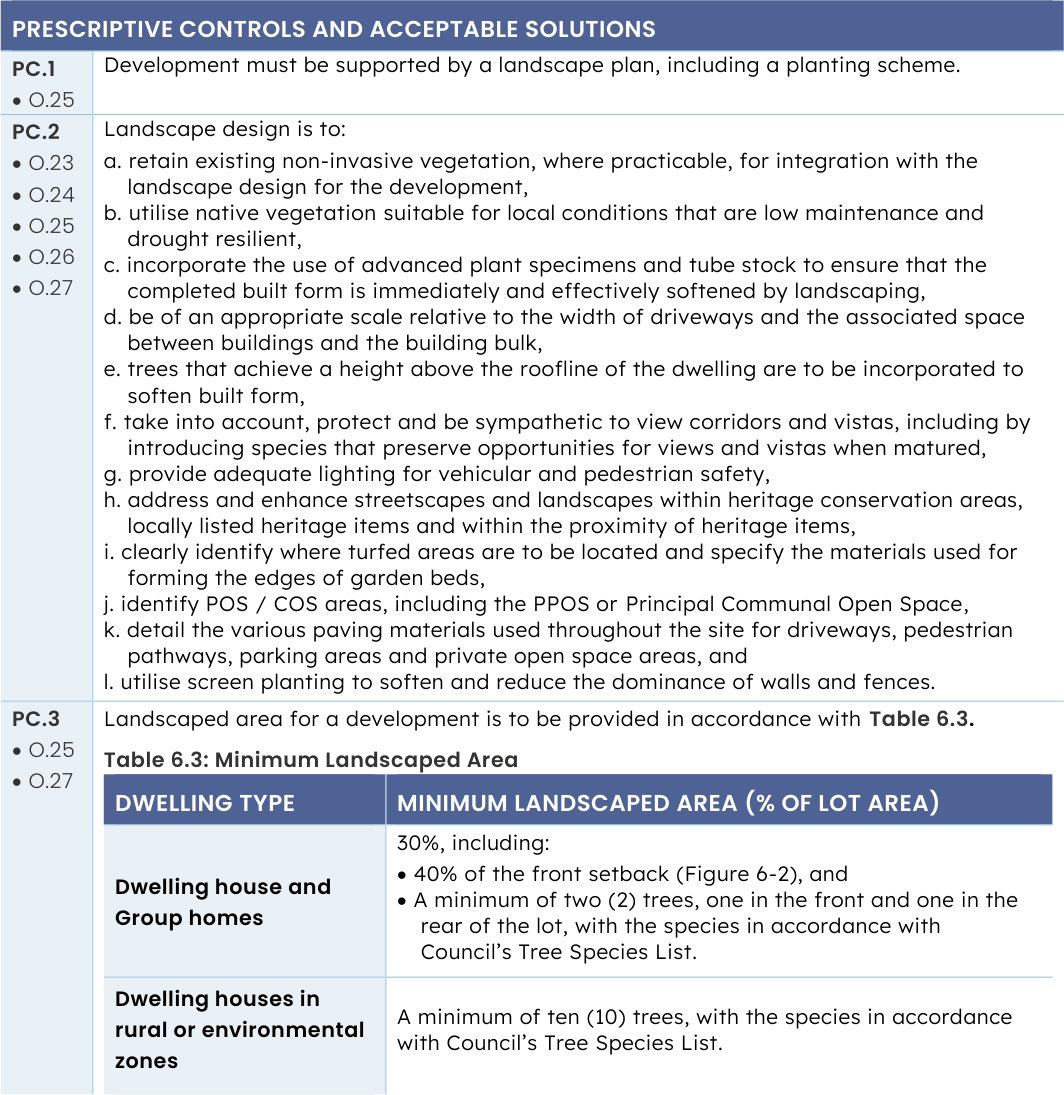 PRESCRIPTIVE CONTROLS AND ACCEPTABLE SOLUTIONS
PC.1
• O.25
Development must be supported by a landscape plan, including a planting scheme.
PC.2
• O.23
• O.24
• O.25
• O.26
• O.27
Landscape design is to:
a. retain existing non-invasive vegetation, where practicable, for integration with the
landscape design for the development,
b. utilise native vegetation suitable for local conditions that are low maintenance and
drought resilient,
c. incorporate the use of advanced plant specimens and tube stock to ensure that the
completed built form is immediately and effectively softened by landscaping,
d. be of an appropriate scale relative to the width of driveways and the associated space
between buildings and the building bulk,
e. trees that achieve a height above the roofline of the dwelling are to be incorporated to
soften built form,
f. take into account, protect and be sympathetic to view corridors and vistas, including by
introducing species that preserve opportunities for views and vistas when matured,
g. provide adequate lighting for vehicular and pedestrian safety,
h. address and enhance streetscapes and landscapes within heritage conservation areas,
locally listed heritage items and within the proximity of heritage items,
i. clearly identify where turfed areas are to be located and specify the materials used for
forming the edges of garden beds,
j. identify POS / COS areas, including the PPOS or Principal Communal Open Space,
k. detail the various paving materials used throughout the site for driveways, pedestrian
pathways, parking areas and private open space areas, and
l. utilise screen planting to soften and reduce the dominance of walls and fences.
PC.3
• O.25
• O.27
Landscaped area for a development is to be provided in accordance with Table 6.3.
Table 6.3: Minimum Landscaped Area
DWELLING TYPE
MINIMUM LANDSCAPED AREA (% OF LOT AREA)
Dwelling house and
Group homes
30%, including:
• 40% of the front setback (Figure 6-2), and
• A minimum of two (2) trees, one in the front and one in the
rear of the lot, with the species in accordance with
Council's Tree Species List.
Dwelling houses in
rural or environmental
zones
A minimum of ten (10) trees, with the species in accordance
with Council's Tree Species List.